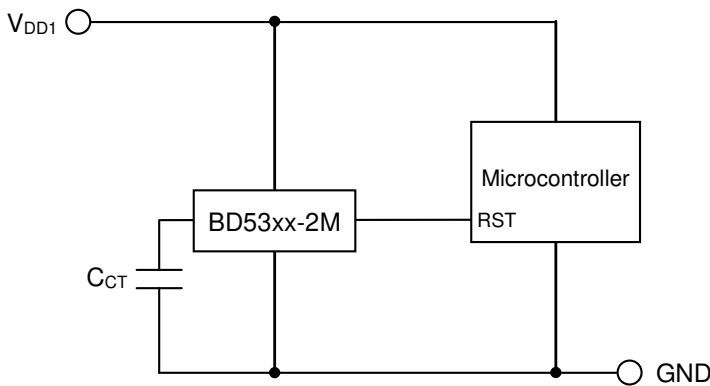 VDD1
Microcontroller
BD53xx-2M
RST
CCT
GND